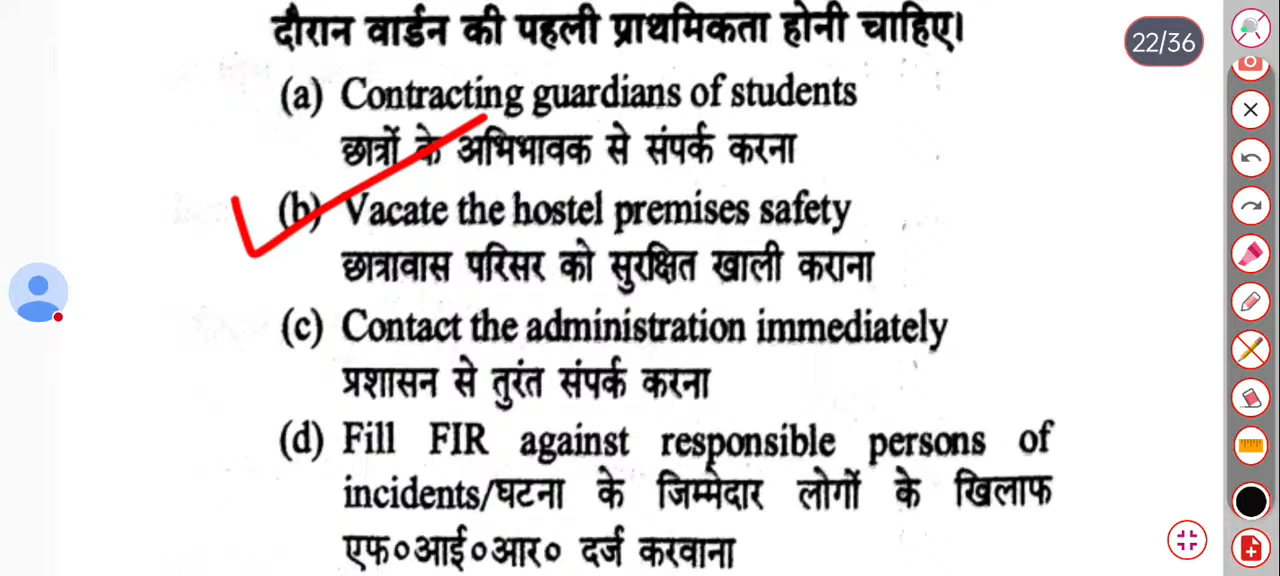 दौरान वार्डन की पहली प्राथमिकता होनी चाहिए।
22/36
(a) Contracting guardians of students
छात्रों के अभिभावक से संपर्क करना
(b) Vacate the hostel premises safety
छात्रावास परिसर को सुरक्षित खाली कराना
(c) Contact the administration immediately
प्रशासन से तुरंत संपर्क करना
(d) Fill FIR against responsible persons of
incidents/घटना के जिम्मेदार लोगों के खिलाफ
एफ०आई०आर० दर्ज करवाना